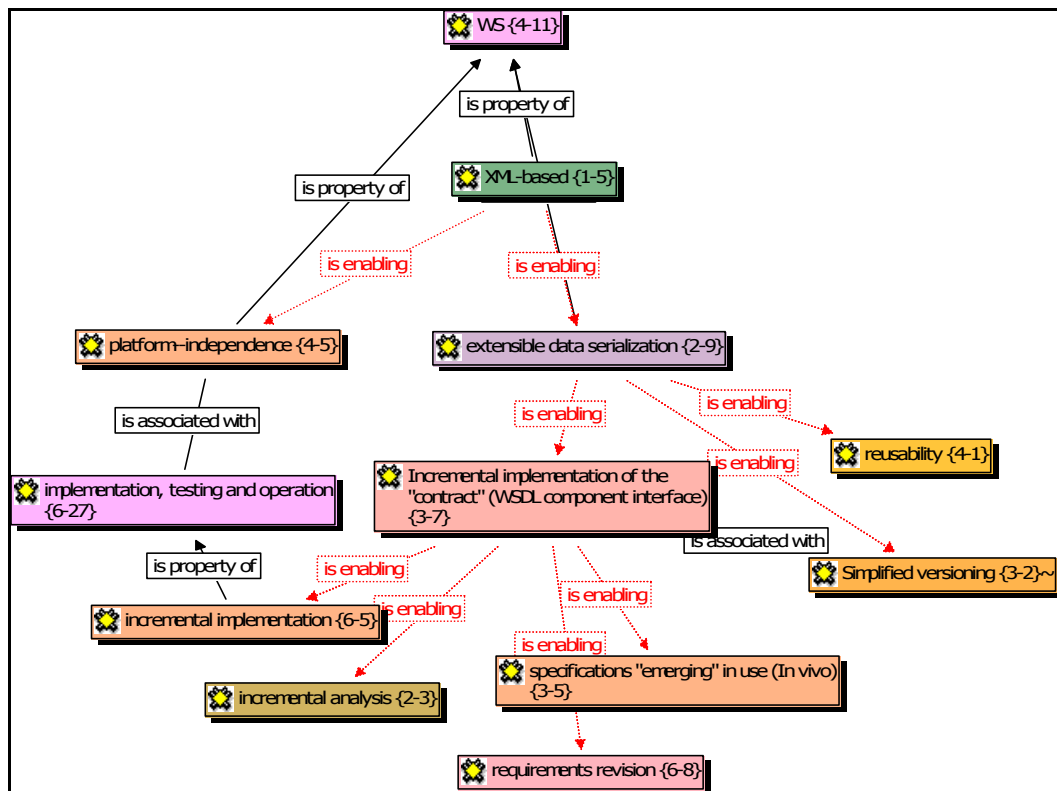 WS {4-11}
is property of
XML-based {1-5}
is property of
is enabling
is enabling
platform-independence {4-5}
extensible data serialization {2-9}
is enabling
is enabling
is associated with
reusability {4-1}
is enabling
Incremental implementation of the
"contract" (WSDL component interface)
{3-7}
implementation, testing and operation
{6-27}
is associated with
Simplified versioning {3-2}~
is property of
is enabling
is enabling
is enabling
incremental implementation {6-5}
is enabling
specifications "emerging" in use (In vivo)
{3-5}
incremental analysis {2-3}
requirements revision {6-8}